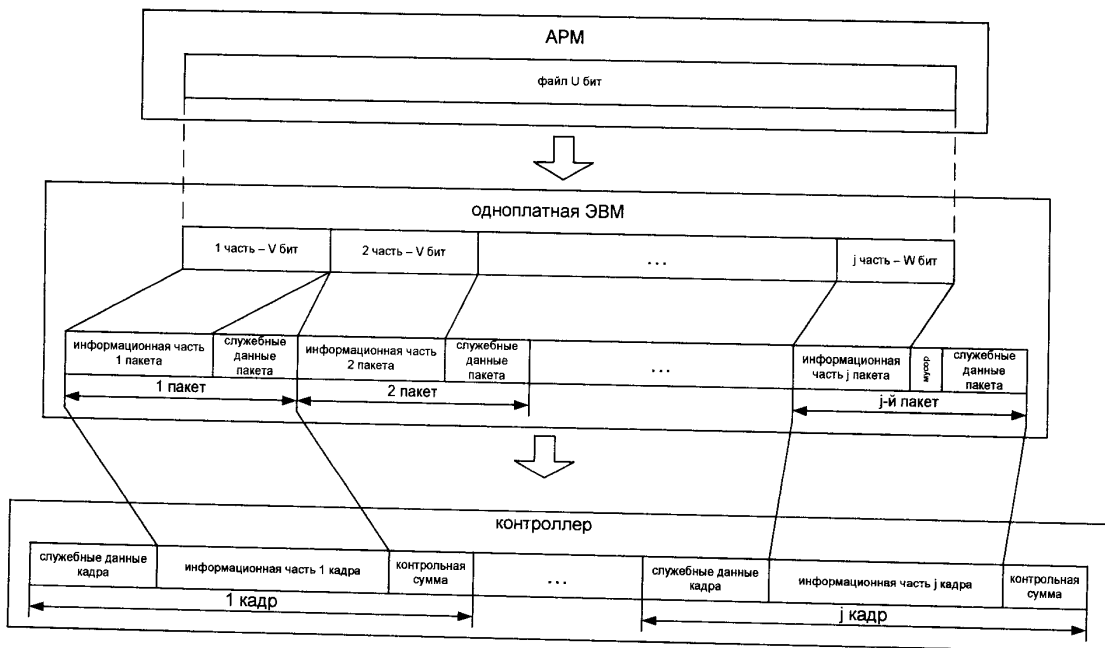 АРМ
файл U бит
одноплатная ЭВМ
1 часть – V бит
2 часть – V бит
...
j часть – W бит
информационная часть
1 пакета
служебные
данные
пакета
информационная часть
2 пакета
служебные
данные
пакета
...
информационная
часть j пакета
мусор
служебные
данные
пакета
1 пакет
2 пакет
j-й пакет
контроллер
служебные данные
кадра
информационная часть 1 кадра
контрольная
сумма
...
служебные данные
кадра
информационная часть j кадра
контрольная
сумма
1 кадр
j кадр